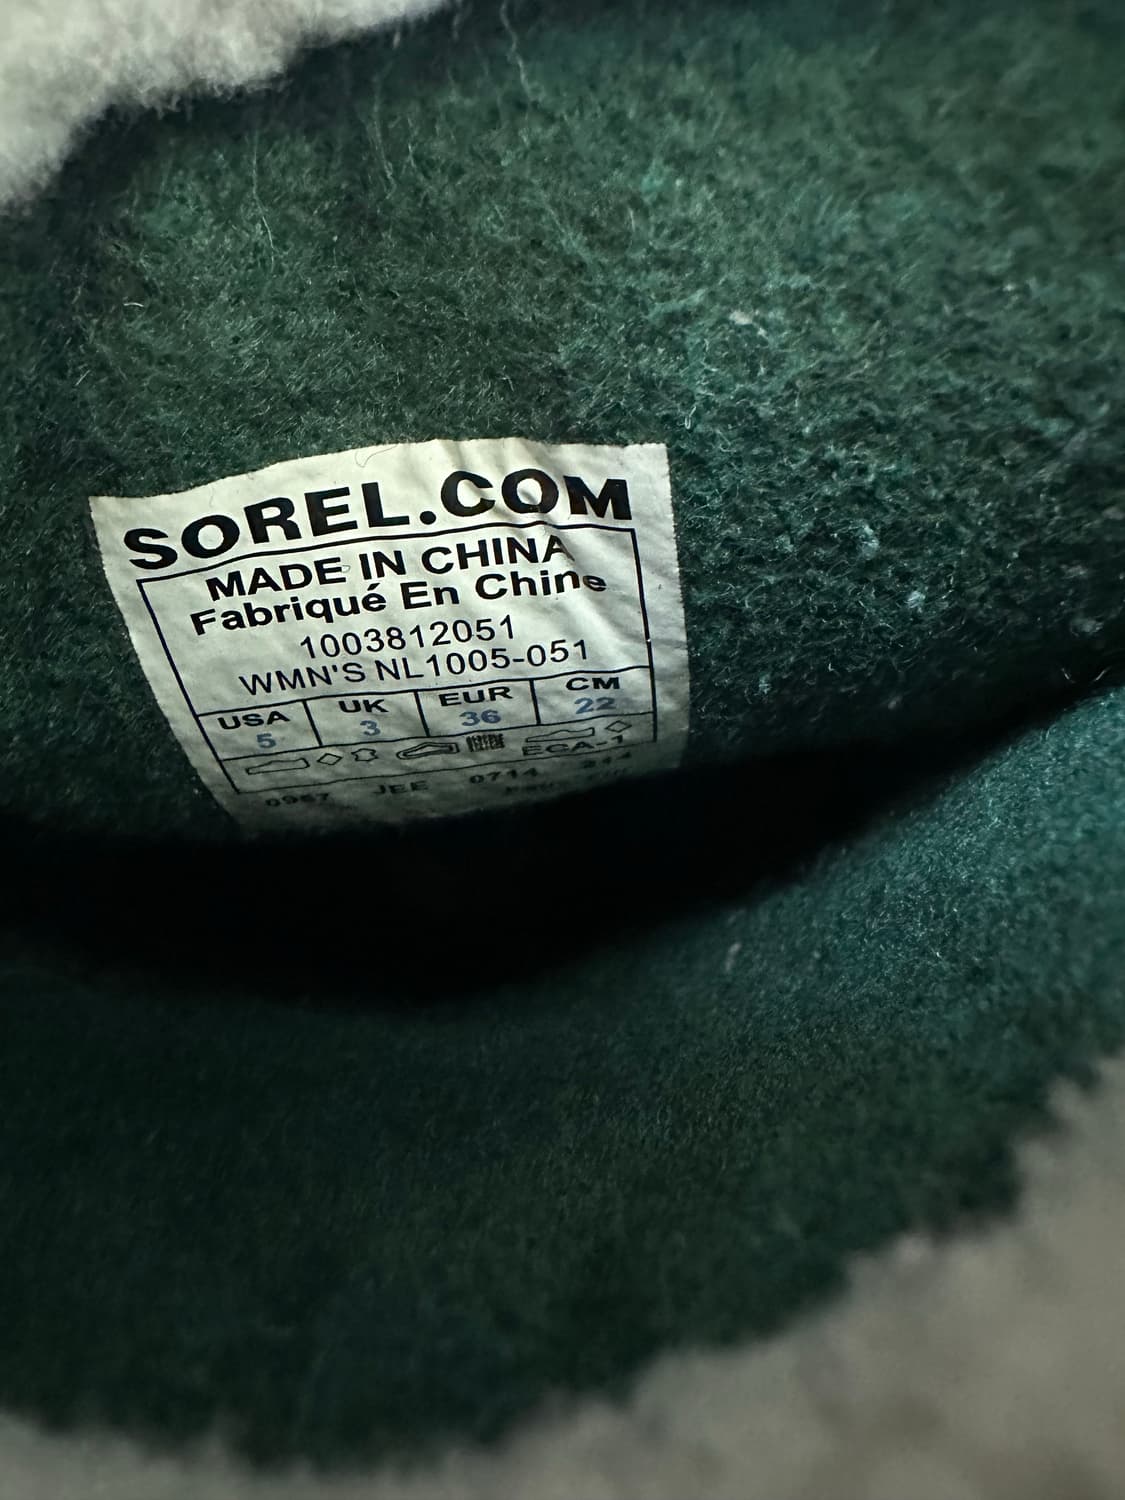 SOREL.COM
MADE IN CHINA
Fabriqué En Chine
1003812051
WMN'S NL1005-051
USA UK EUR CM
5 3 36 22
ECA-1
0967 JEE 0714